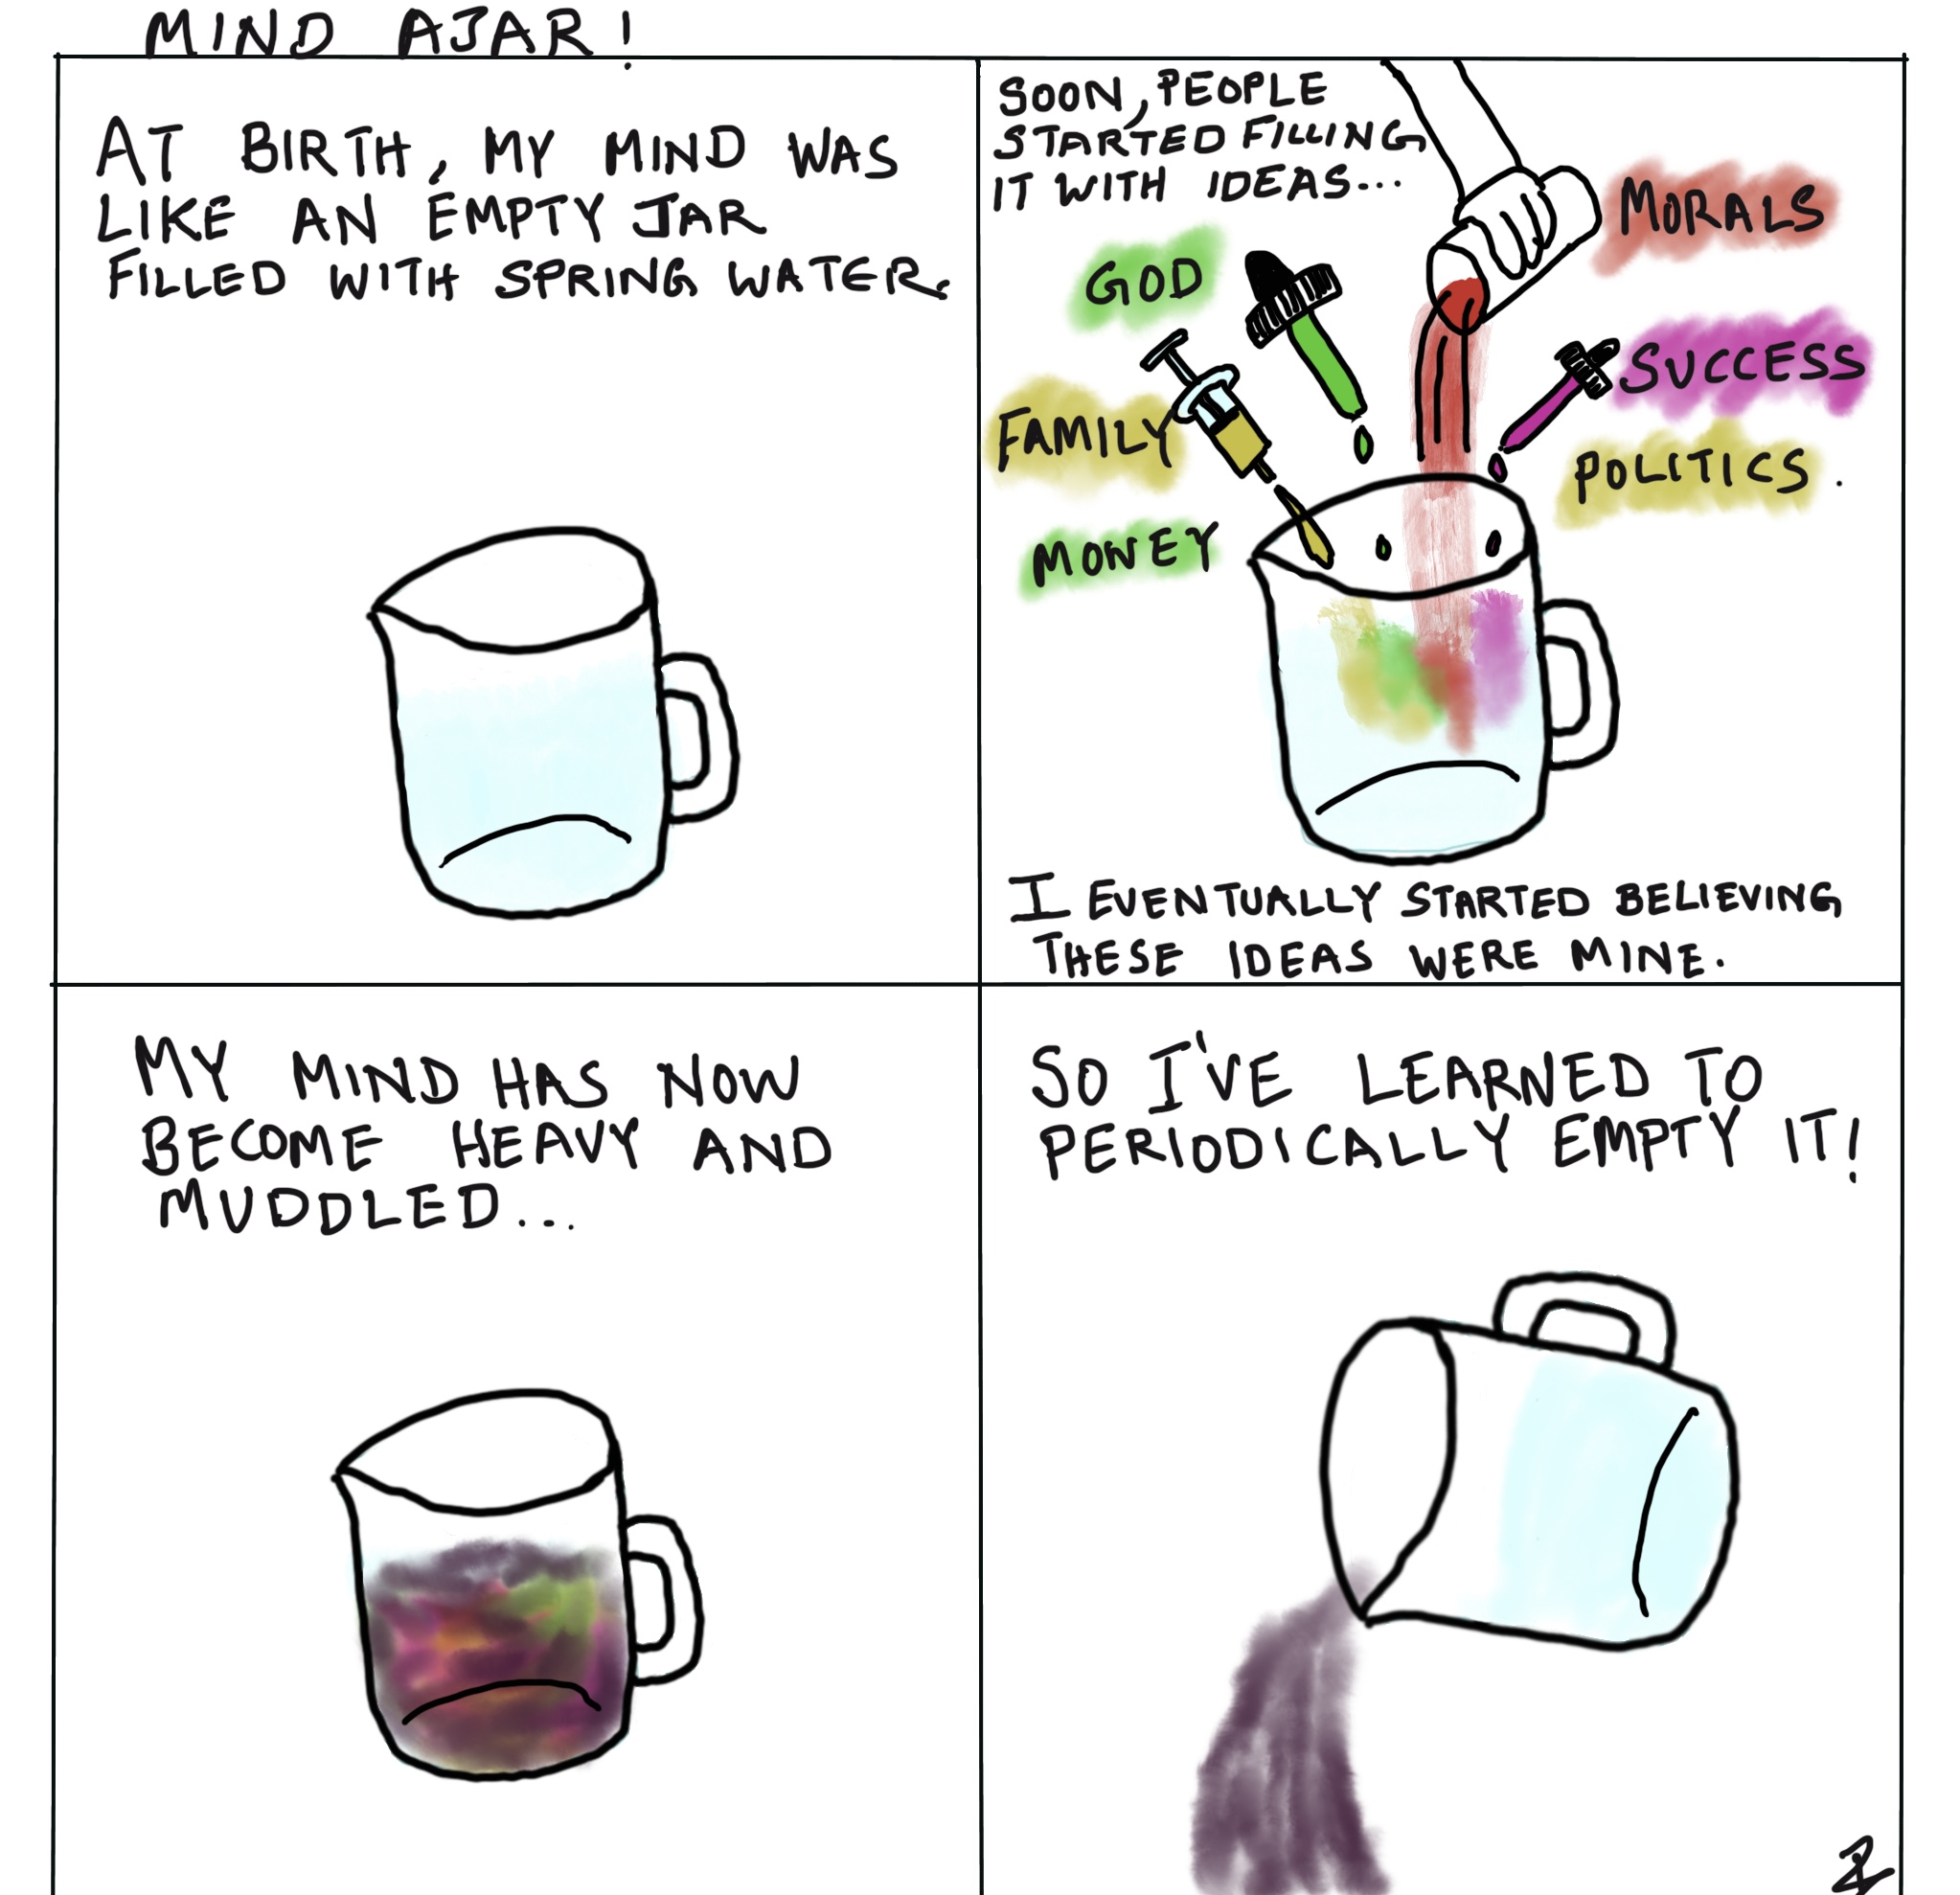 MIND AJAR!
AT BIRTH, MY MIND WAS
LIKE AN EMPTY JAR
FILLED WITH SPRING WATER.
SOON, PEOPLE
STARTED FILLING
IT WITH IDEAS...
MORALS
GOD
SUCCESS
FAMILY
POLITICS.
MONEY
I EVENTUALLY STARTED BELIEVING
THESE IDEAS WERE MINE.
MY MIND HAS NOW
BECOME HEAVY AND
MUDDLED...
SO I'VE LEARNED TO
PERIODICALLY EMPTY IT!